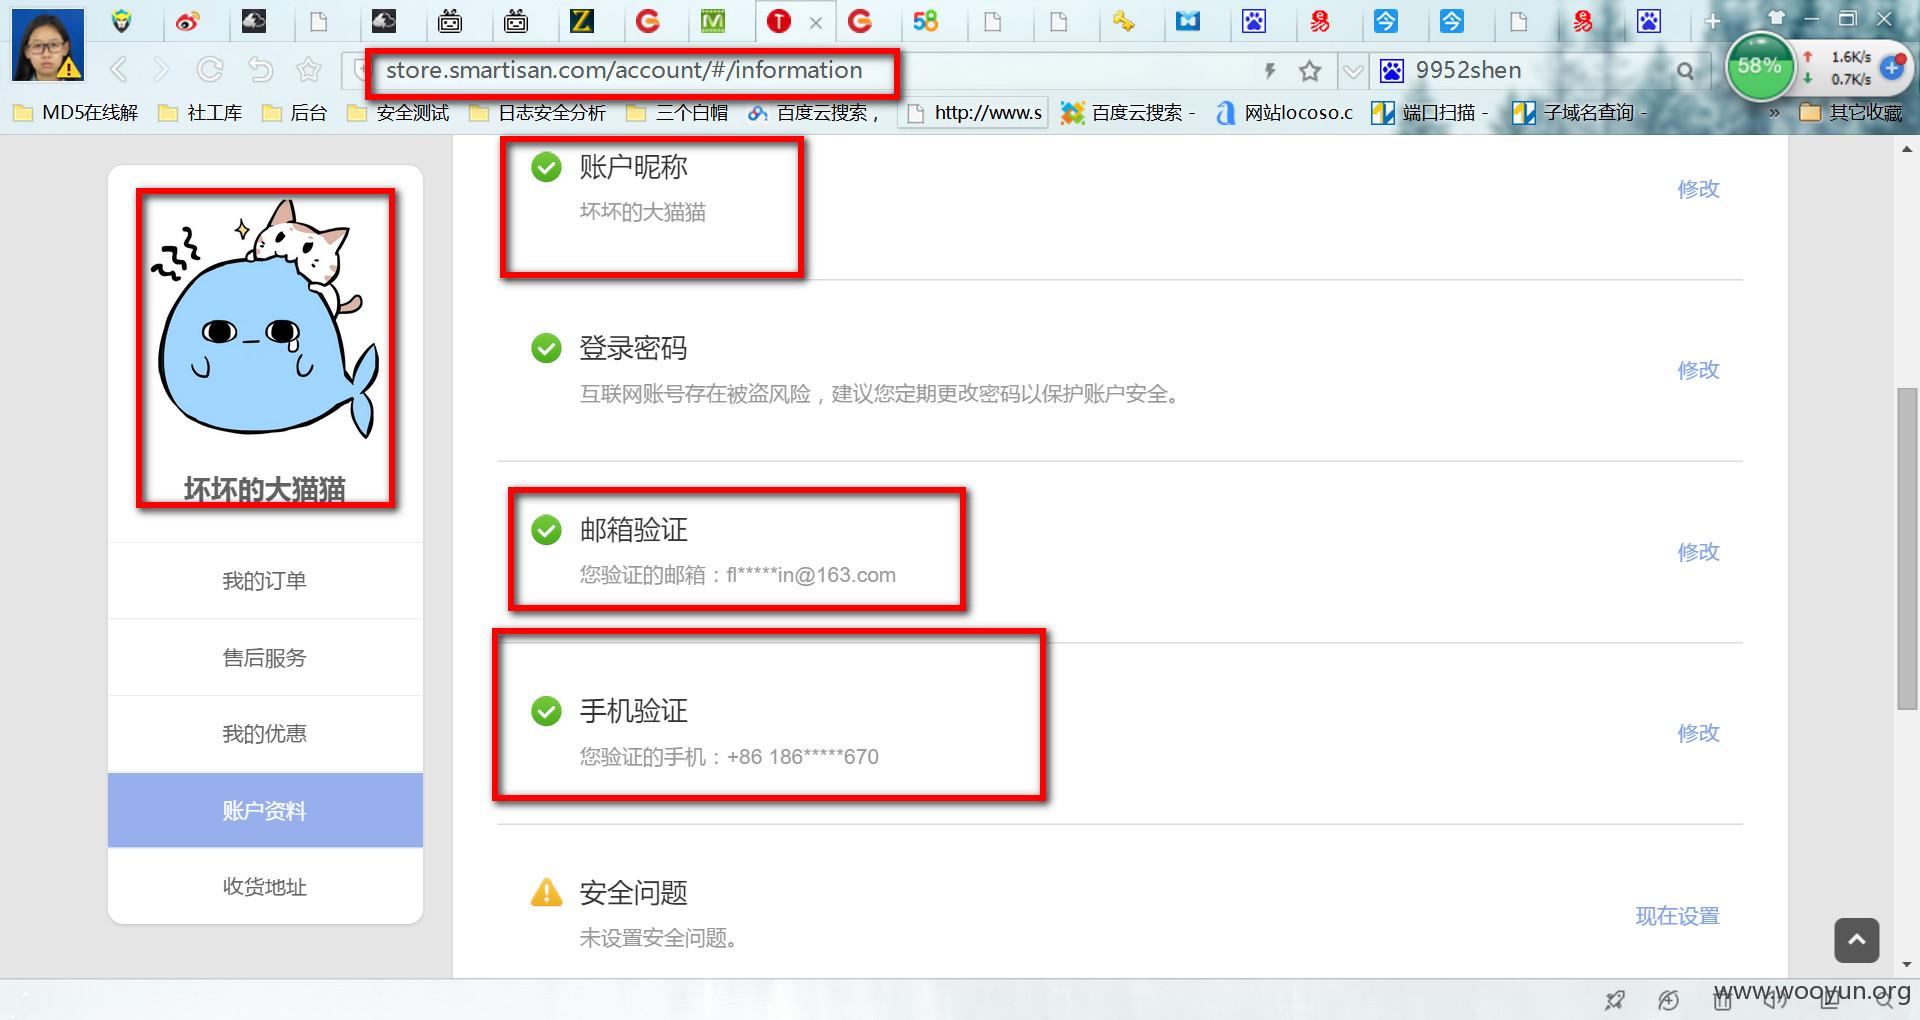 58
store.smartisan.com/account/#/information
9952shen
58%
1.6K/s
0.7K/s
MD5在线解
社工库
后台
安全测试
日志安全分析
三个白帽
百度云搜索，
http://www.s
百度云搜索 -
网站locoso.c
端口扫描 -
子域名查询 -
»
其它收藏
坏坏的大猫猫
我的订单
售后服务
我的优惠
账户资料
收货地址
账户昵称
坏坏的大猫猫
修改
登录密码
互联网账号存在被盗风险，建议您定期更改密码以保护账户安全。
修改
邮箱验证
您验证的邮箱：fl*****in@163.com
修改
手机验证
您验证的手机：+86 186*****670
修改
安全问题
未设置安全问题。
现在设置
www.wooyun.org